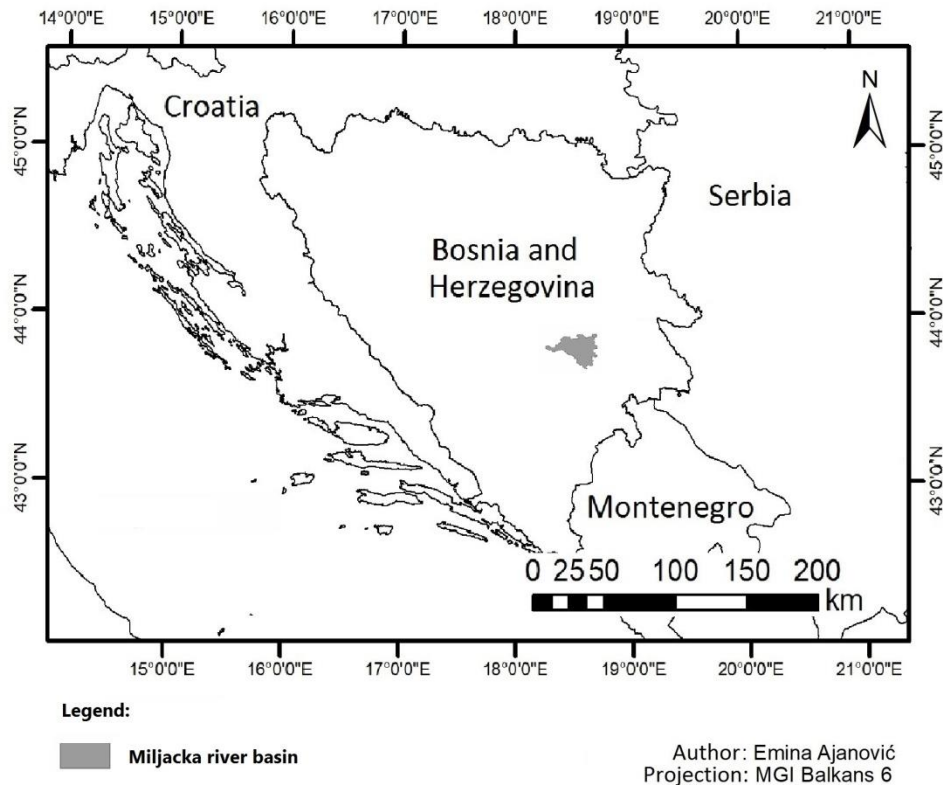 14°0'0"E 15°0'0"E 16°0'0"E 17°0'0"E 18°0'0"E 19°0'0"E 20°0'0"E 21°0'0"E
N
Croatia
45°0'0"N
45°0'0"N
Serbia
Bosnia and
Herzegovina
44°0'0"N
44°0'0"N
43°0'0"N
43°0'0"N
Montenegro
0 25 50 100 150 200
km
15°0'0"E 16°0'0"E 17°0'0"E 18°0'0"E 19°0'0"E 20°0'0"E 21°0'0"E
Legend:
Miljacka river basin
Author: Emina Ajanović
Projection: MGI Balkans 6